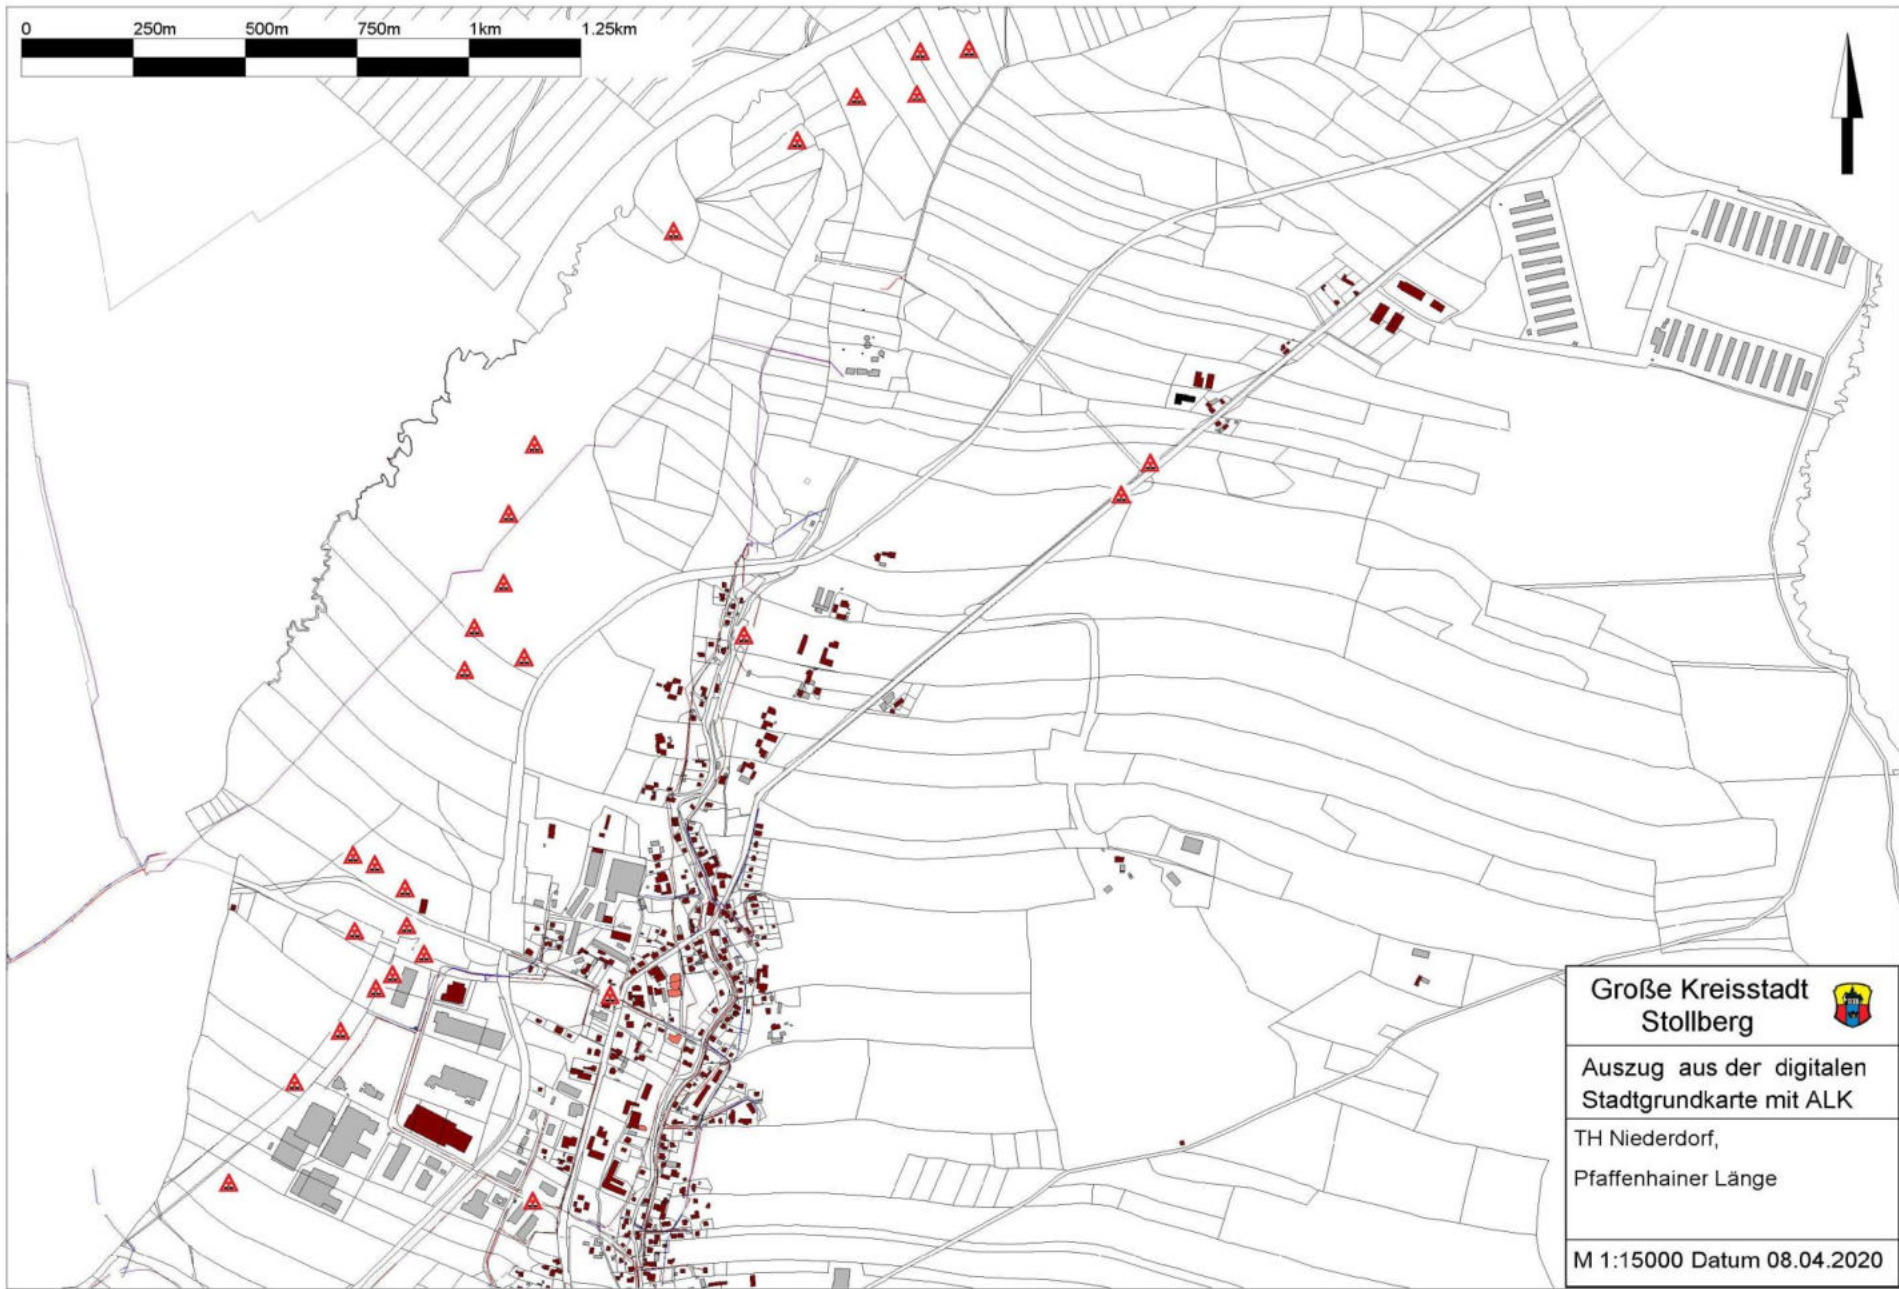 0 250m 500m 750m 1km 1.25km
Große Kreisstadt
Stollberg
Auszug aus der digitalen
Stadtgrundkarte mit ALK
TH Niederdorf,
Pfaffenhainer Länge
M 1:15000 Datum 08.04.2020